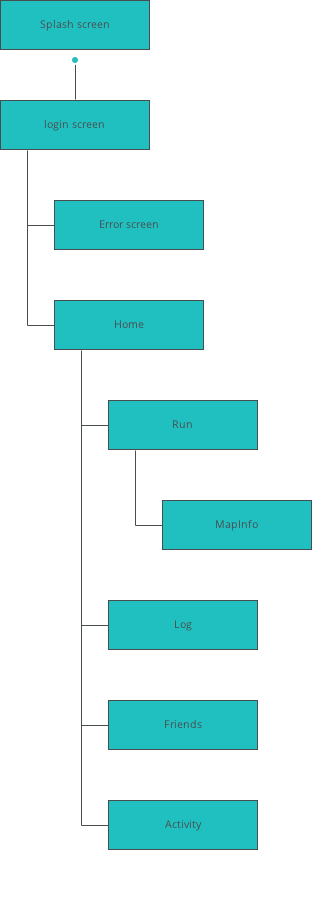 Splash screen
login screen
Error screen
Home
Run
MapInfo
Log
Friends
Activity